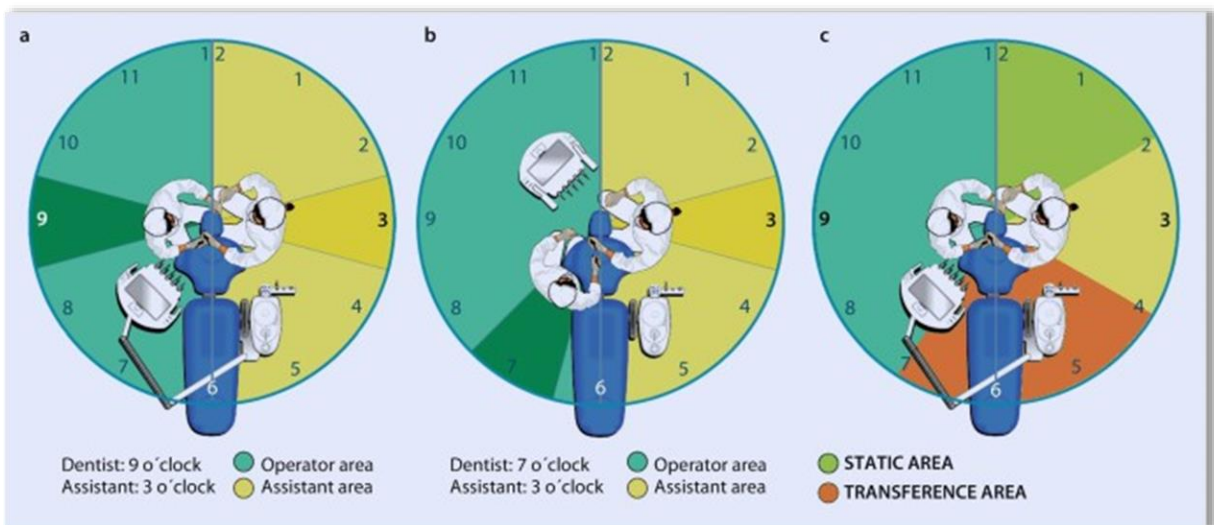 a
12
11
1
10
2
9
3
8
4
7
5
6
Dentist: 9 o´clock
Assistant: 3 o´clock
Operator area
Assistant area
b
12
11
1
10
2
9
3
8
4
7
5
6
Dentist: 7 o´clock
Assistant: 3 o´clock
Operator area
Assistant area
c
12
11
1
10
2
9
3
8
4
7
5
6
STATIC AREA
TRANSFERENCE AREA